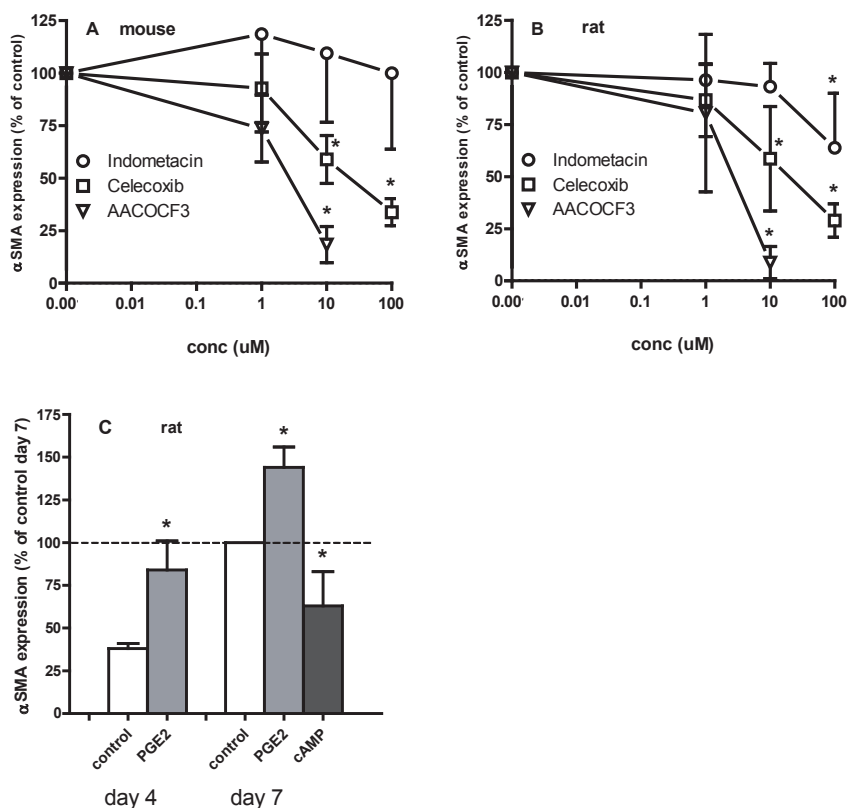 A mouse
αSMA expression (% of control)
125
100
75
50
25
0
Indometacin
Celecoxib
AACOCF3
*
*
*
0.00
0.01
0.1
1
10
100
conc (uM)
B rat
αSMA expression (% of control)
125
100
75
50
25
0
Indometacin
Celecoxib
AACOCF3
*
*
*
*
0.00
0.01
0.1
1
10
100
conc (uM)
C rat
αSMA expression (% of control day 7)
175
150
125
100
75
50
25
0
*
*
*
control
PGE2
control
PGE2
cAMP
day 4
day 7